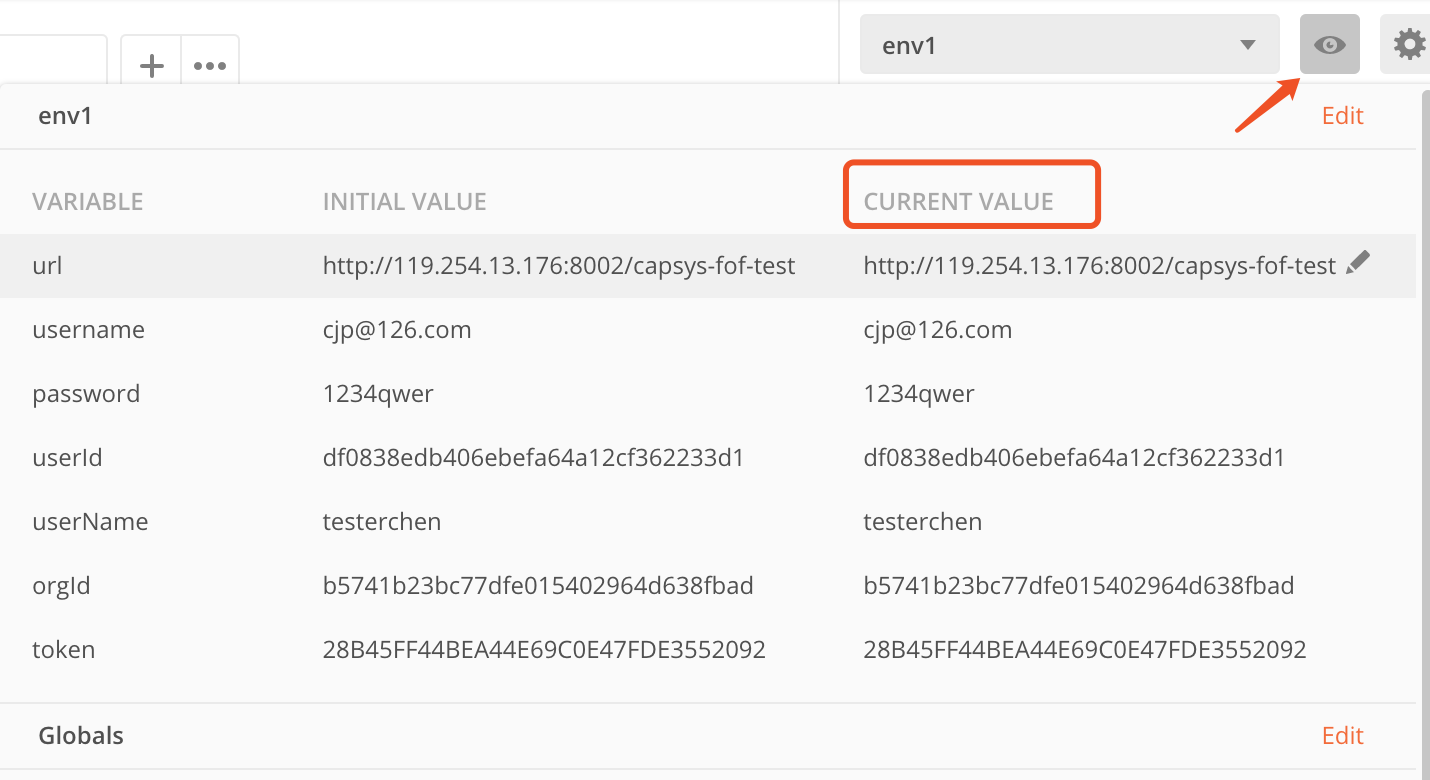 env1
env1 Edit
VARIABLE INITIAL VALUE CURRENT VALUE
url http://119.254.13.176:8002/capsys-fof-test http://119.254.13.176:8002/capsys-fof-test
username cjp@126.com cjp@126.com
password 1234qwer 1234qwer
userId df0838edb406ebefa64a12cf362233d1 df0838edb406ebefa64a12cf362233d1
userName testerchen testerchen
orgId b5741b23bc77dfe015402964d638fbad b5741b23bc77dfe015402964d638fbad
token 28B45FF44BEA44E69C0E47FDE3552092 28B45FF44BEA44E69C0E47FDE3552092
Globals Edit